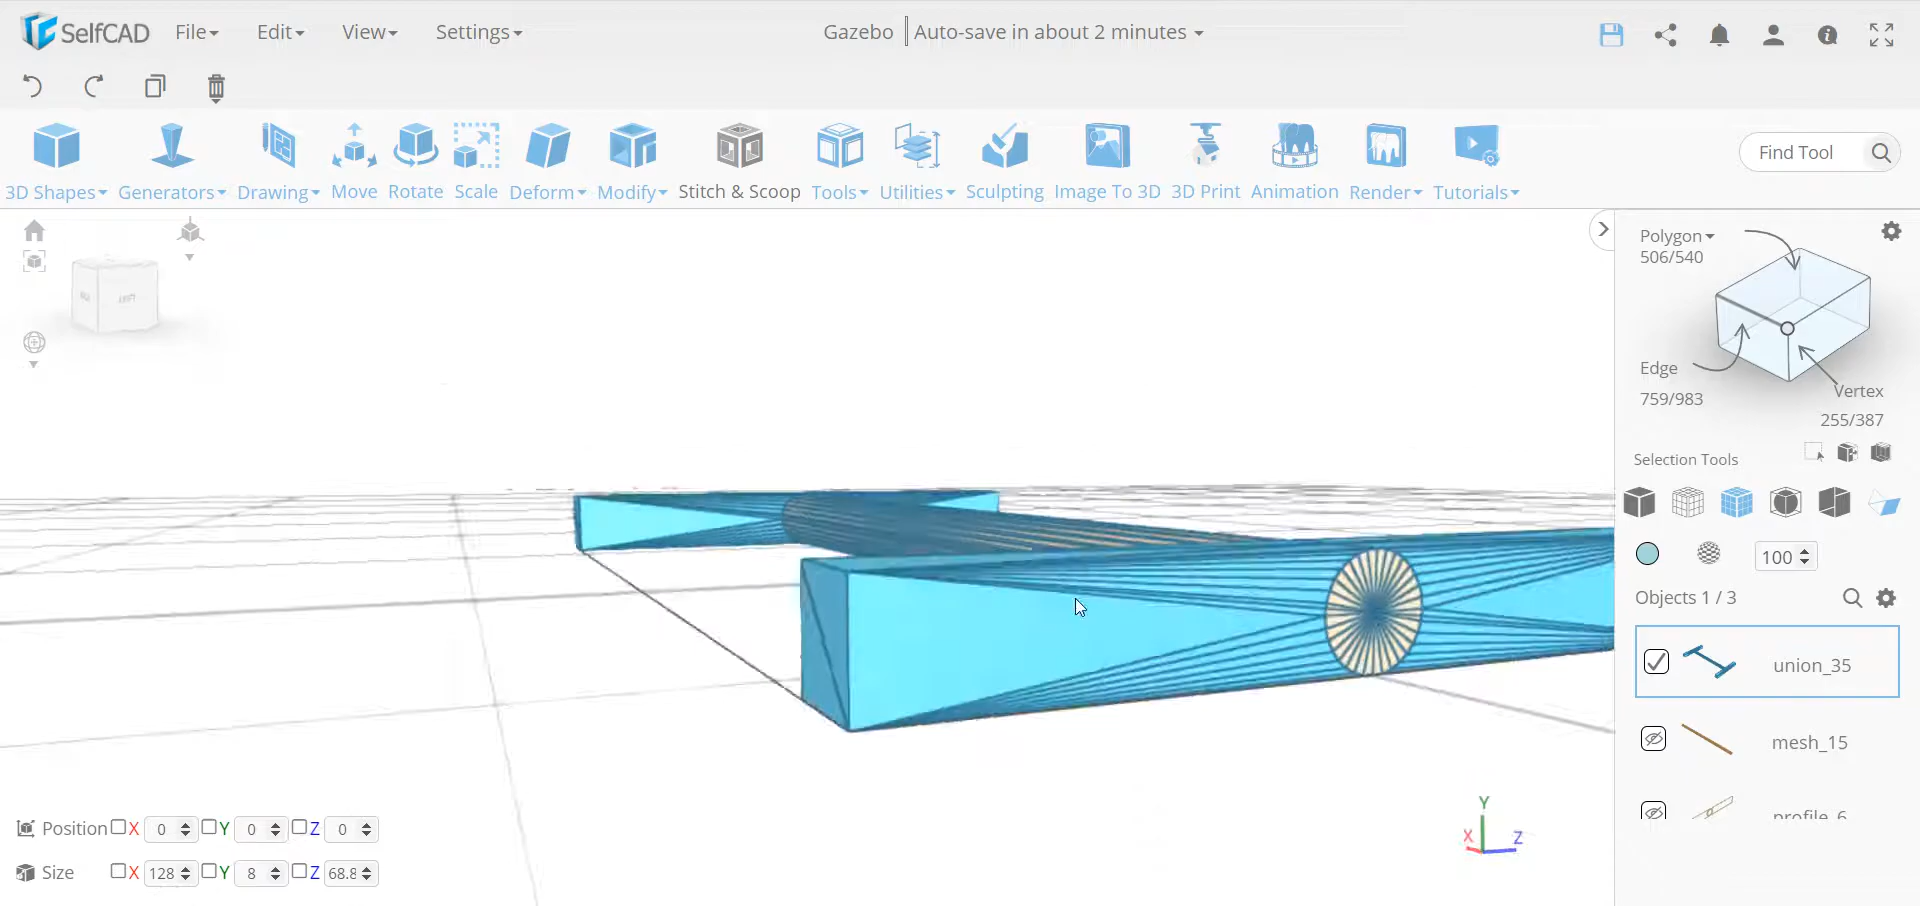 SelfCAD File Edit View Settings Gazebo Auto-save in about 2 minutes
3D Shapes Generators Drawing Move Rotate Scale Deform Modify Stitch & Scoop Tools Utilities Sculpting Image To 3D 3D Print Animation Render Tutorials Find Tool
Polygon
506/540
Edge
759/983
Vertex
255/387
Selection Tools
100
Objects 1 / 3
union_35
mesh_15
profile_6
Y
X Z
Position X 0 Y 0 Z 0
Size X 128 Y 8 Z 68.8